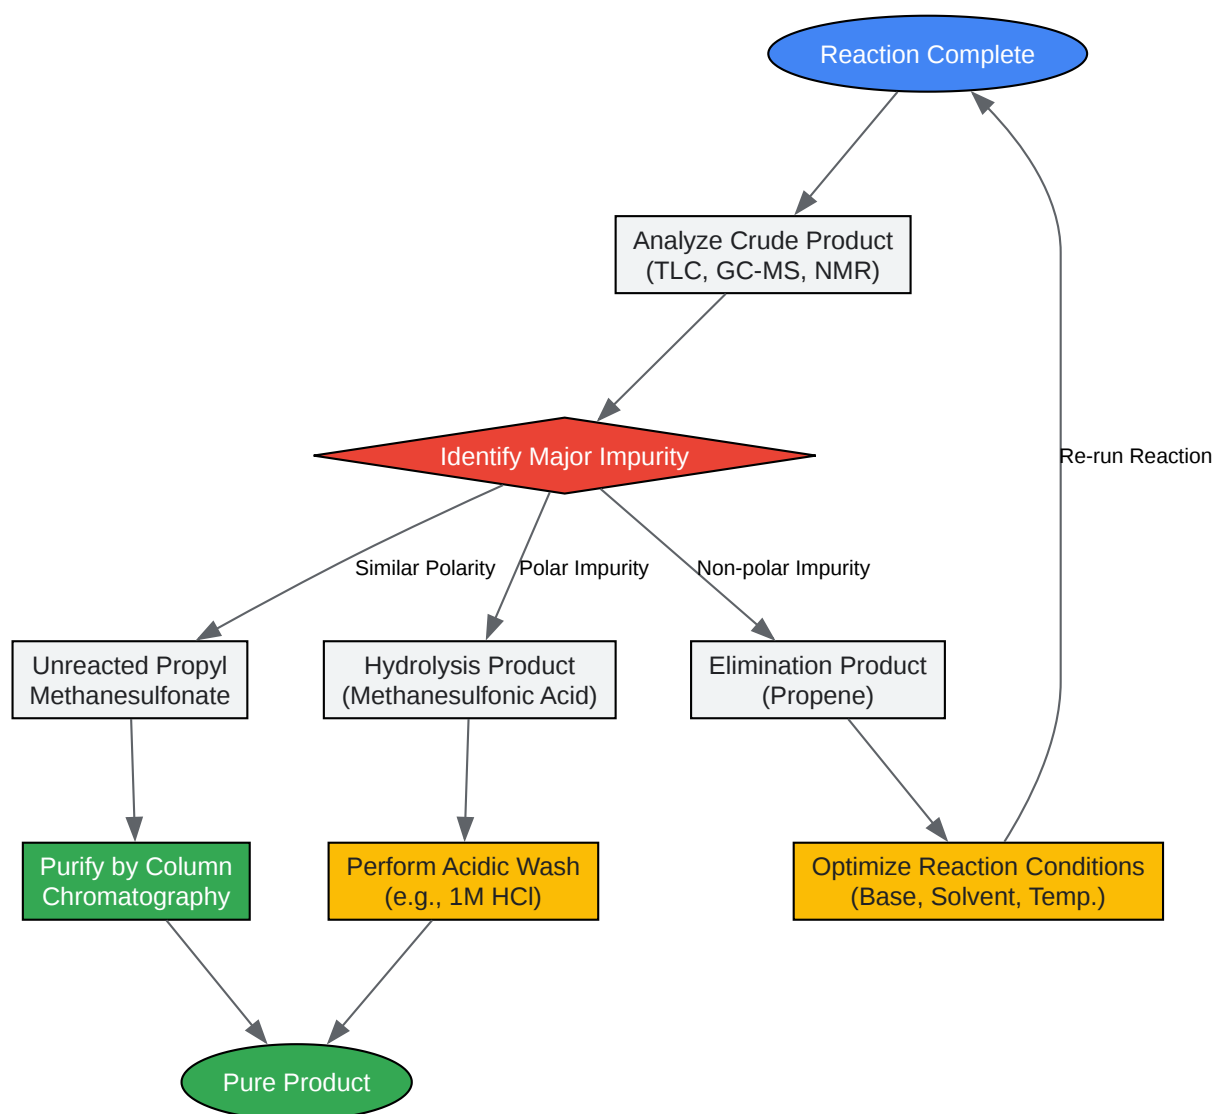 Reaction Complete
Analyze Crude Product
(TLC, GC-MS, NMR)
Identify Major Impurity
Re-run Reaction
Similar Polarity
Polar Impurity
Non-polar Impurity
Unreacted Propyl
Methanesulfonate
Hydrolysis Product
(Methanesulfonic Acid)
Elimination Product
(Propene)
Purify by Column
Chromatography
Perform Acidic Wash
(e.g., 1M HCl)
Optimize Reaction Conditions
(Base, Solvent, Temp.)
Pure Product